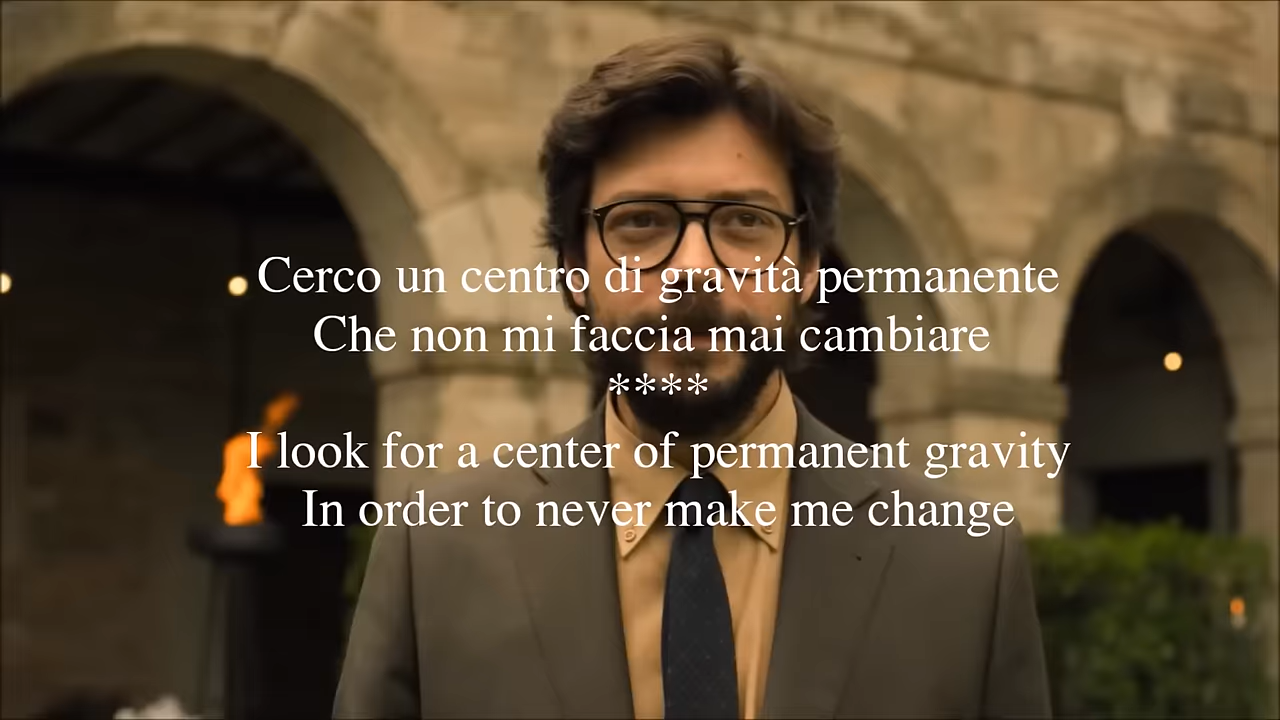 Cerco un centro di gravità permanente
Che non mi faccia mai cambiare
****
I look for a center of permanent gravity
In order to never make me change